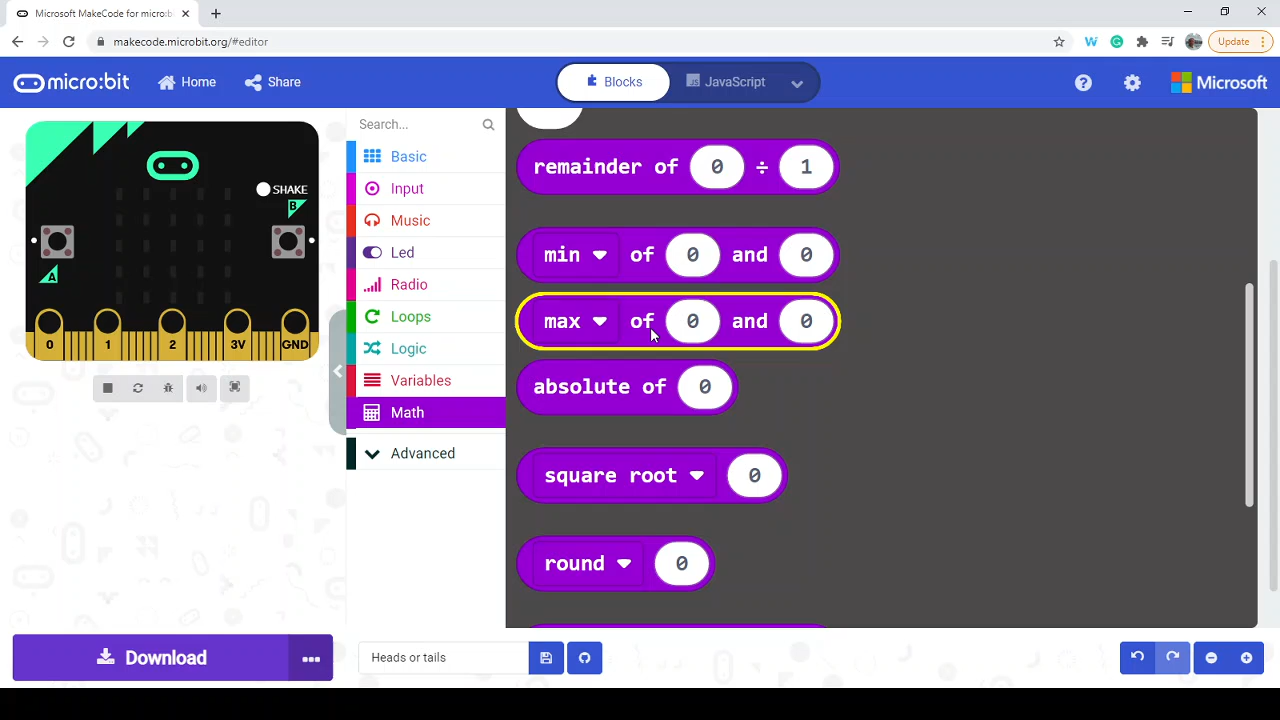 Microsoft MakeCode for micro:b
makecode.microbit.org/#editor
Update
micro:bit
Home
Share
Blocks
JS JavaScript
Microsoft
SHAKE
B
A
0 1 2 3V GND
Search...
Basic
Input
Music
Led
Radio
Loops
Logic
Variables
Math
Advanced
remainder of 0 ÷ 1
min of 0 and 0
max of 0 and 0
absolute of 0
square root 0
round 0
Download ...
Heads or tails